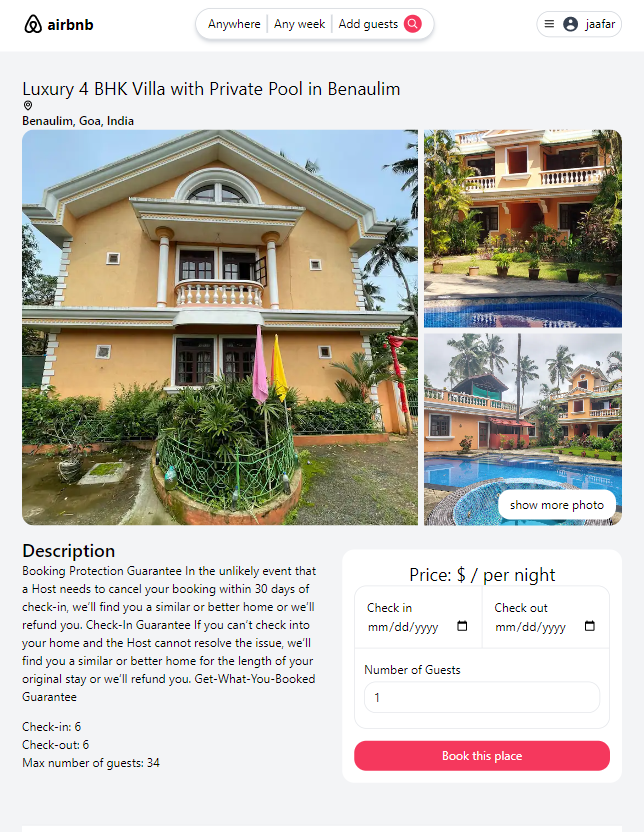 airbnb
Anywhere Any week Add guests
jaafar
Luxury 4 BHK Villa with Private Pool in Benaulim
Benaulim, Goa, India
show more photo
Description
Booking Protection Guarantee In the unlikely event that
a Host needs to cancel your booking within 30 days of
check-in, we’ll find you a similar or better home or we’ll
refund you. Check-In Guarantee If you can’t check into
your home and the Host cannot resolve the issue, we’ll
find you a similar or better home for the length of your
original stay or we’ll refund you. Get-What-You-Booked
Guarantee
Check-in: 6
Check-out: 6
Max number of guests: 34
Price: $ / per night
Check in
mm/dd/yyyy
Check out
mm/dd/yyyy
Number of Guests
1
Book this place